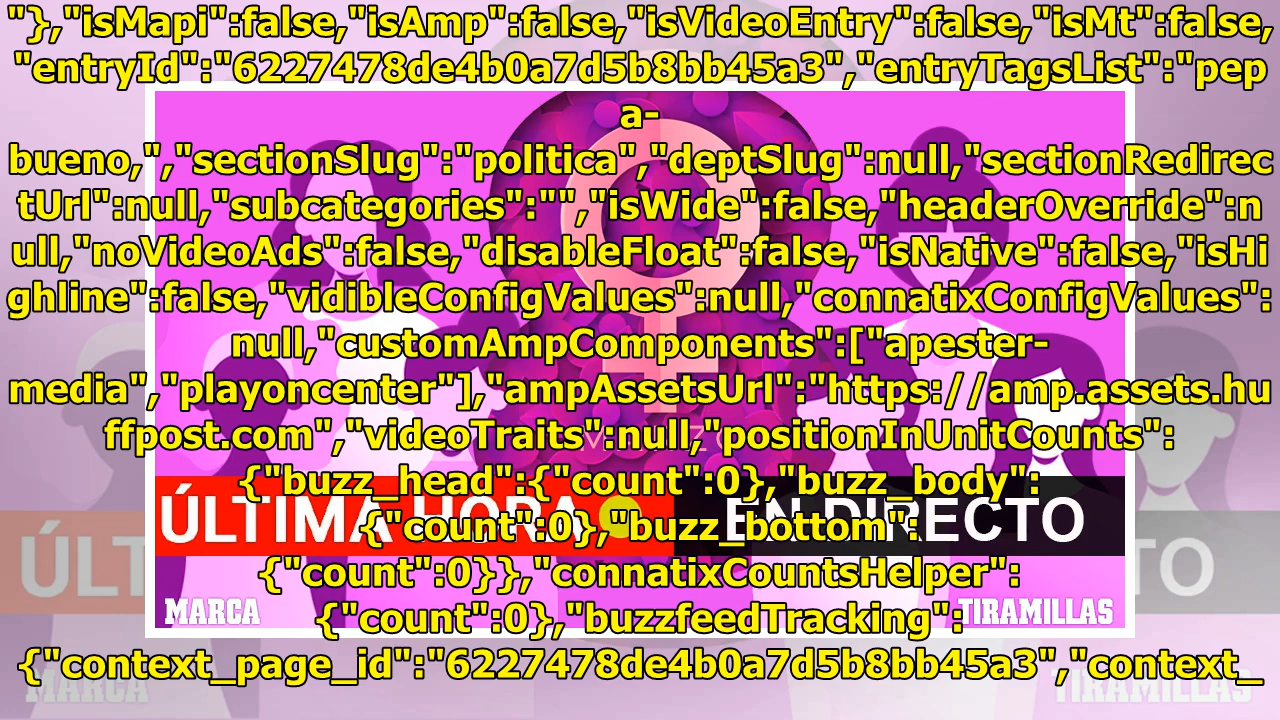 "},"isMapi":false,"isAmp":false,"isVideoEntry":false,"isMt":false,
"entryId":"6227478de4b0a7d5b8bb45a3","entryTagsList":"pep
a-
bueno,","sectionSlug":"politica","deptSlug":null,"sectionRedirec
tUrl":null,"subcategories":"","isWide":false,"headerOverride":n
ull,"noVideoAds":false,"disableFloat":false,"isNative":false,"isHi
ghline":false,"vidibleConfigValues":null,"connatixConfigValues":
null,"customAmpComponents":["apester-
media","playoncenter"],"ampAssetsUrl":"https://amp.assets.hu
ffpost.com","videoTraits":null,"positionInUnitCounts":
{"buzz_head":{"count":0},"buzz_body":
{"count":0},"buzz_bottom":
{"count":0}},"connatixCountsHelper":
{"count":0},"buzzfeedTracking":
{"context_page_id":"6227478de4b0a7d5b8bb45a3","context_
ÚLTIMA HORA EN DIRECTO
MARCA
TIRAMILLAS